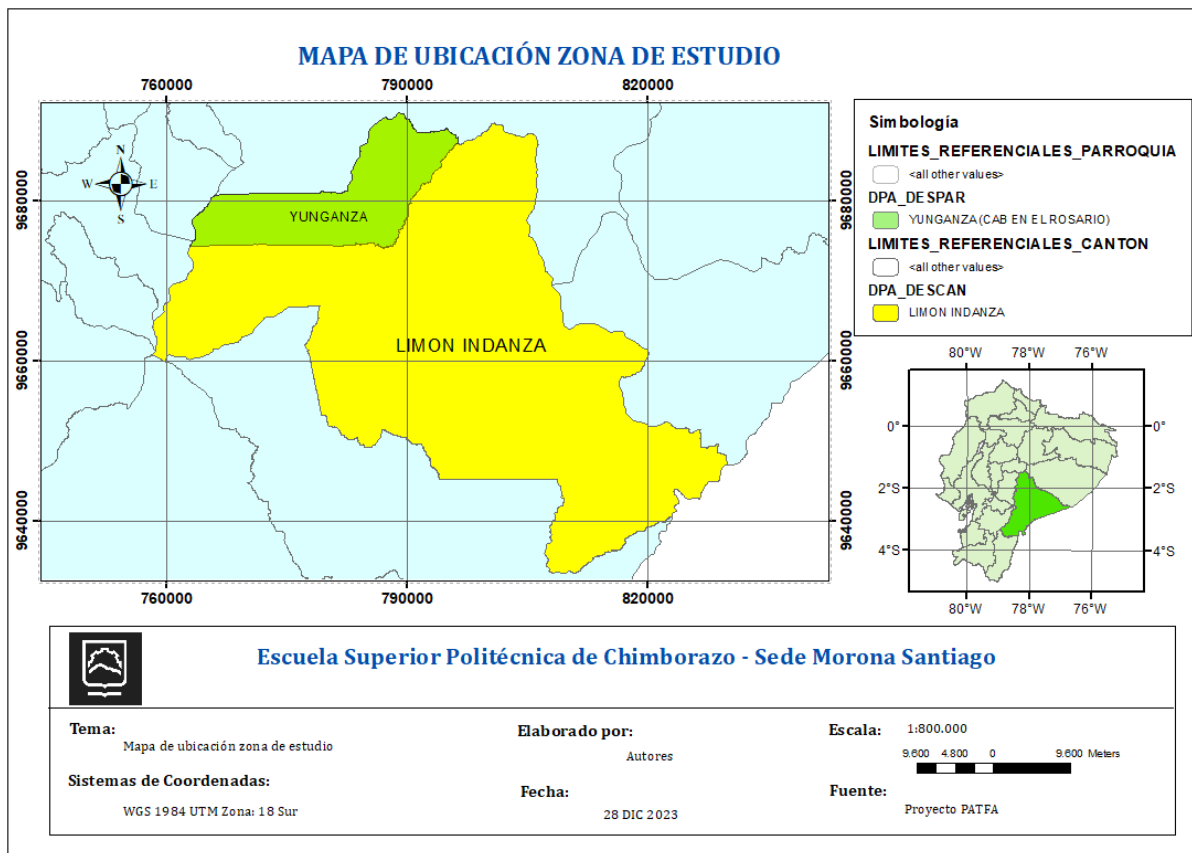 MAPA DE UBICACIÓN ZONA DE ESTUDIO
760000 790000 820000
9680000 9680000
9660000 9660000
9640000 9640000
760000 790000 820000
N
W E
S
YUNGANZA
LIMON INDANZA
Simbología
LIMITES_REFERENCIALES_PARROQUIA
<all other values>
DPA_DESPAR
YUNGANZA (CAB EN EL ROSARIO)
LIMITES_REFERENCIALES_CANTON
<all other values>
DPA_DESCAN
LIMON INDANZA
80°W 78°W 76°W
0° 0°
2°S 2°S
4°S 4°S
80°W 78°W 76°W
Escuela Superior Politécnica de Chimborazo - Sede Morona Santiago
Tema:
Mapa de ubicación zona de estudio
Sistemas de Coordenadas:
WGS 1984 UTM Zona: 18 Sur
Elaborado por:
Autores
Fecha:
28 DIC 2023
Escala: 1:800.000
9.600 4.800 0 9.600 Meters
Fuente:
Proyecto PATFA